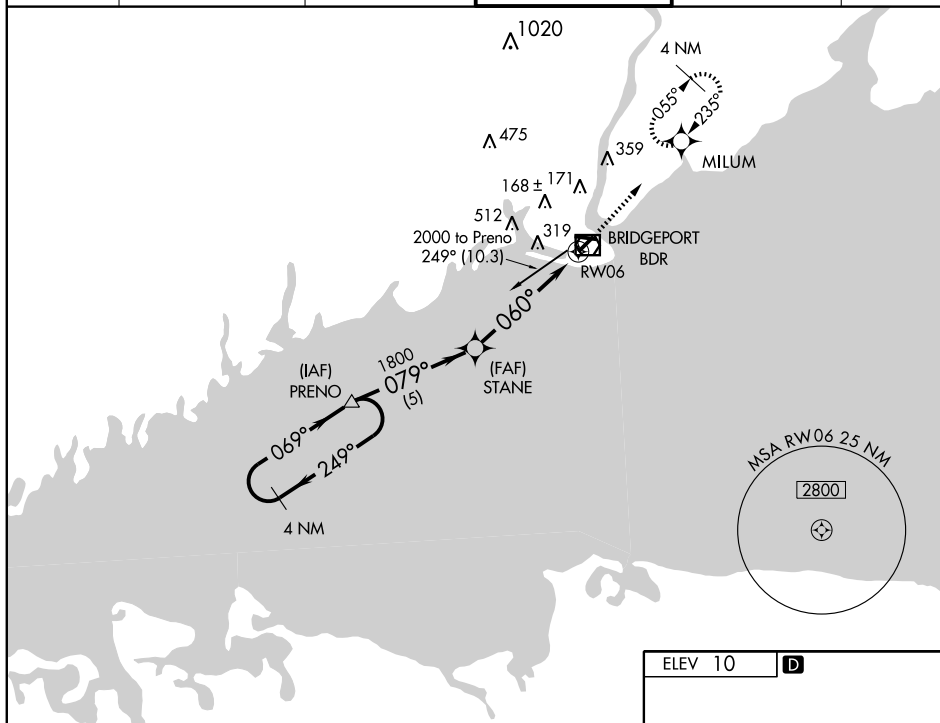 1020
4 NM
055°
235°
475
359
MILUM
168 ±
171
512
319
2000 to Preno
249° (10.3)
BRIDGEPORT
BDR
RW06
060°
1800
079°
(5)
(FAF)
STANE
(IAF)
PRENO
069°
249°
4 NM
MSA RW06 25 NM
2800
ELEV 10
D